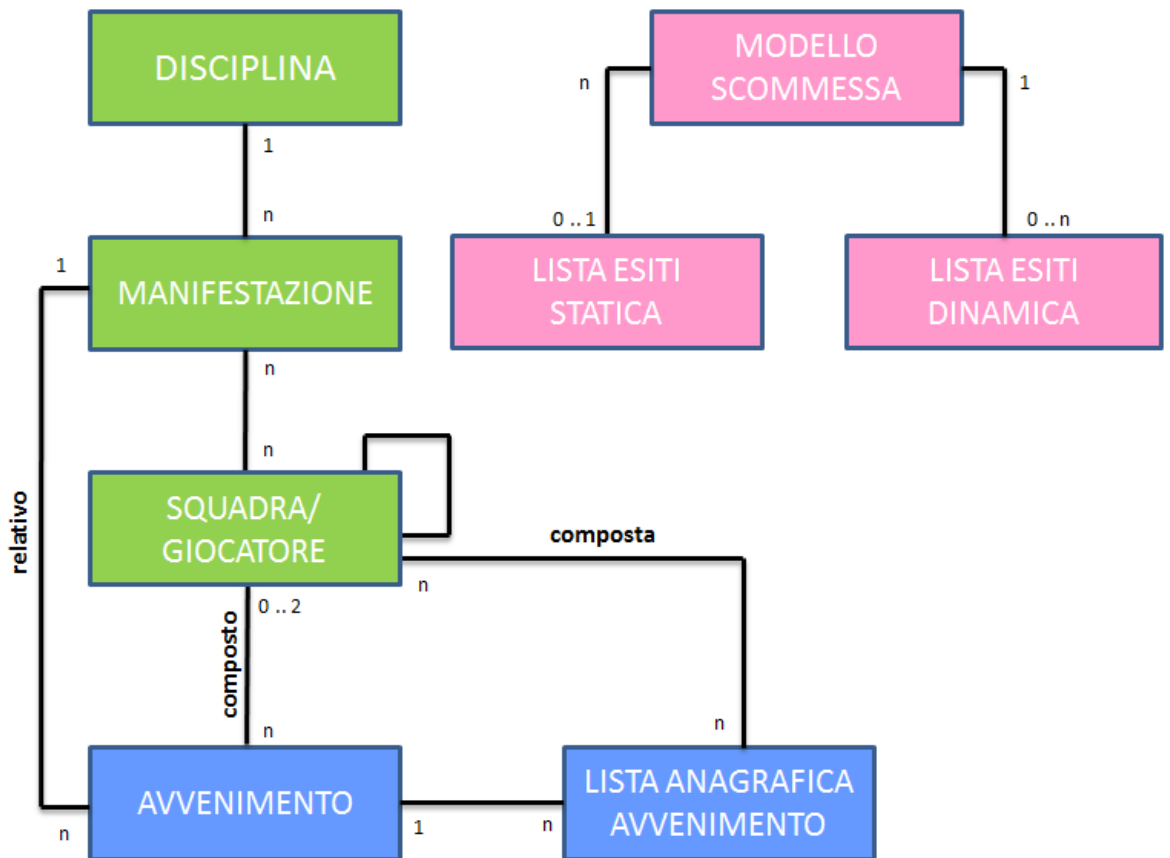 DISCIPLINA
MODELLO
SCOMMESSA
n
1
1
n
0 .. 1
0 .. n
1
MANIFESTAZIONE
LISTA ESITI
STATICA
LISTA ESITI
DINAMICA
n
n
SQUADRA/
GIOCATORE
composta
n
relativo
0 .. 2
composto
n
n
AVVENIMENTO
LISTA ANAGRAFICA
AVVENIMENTO
n
1
n